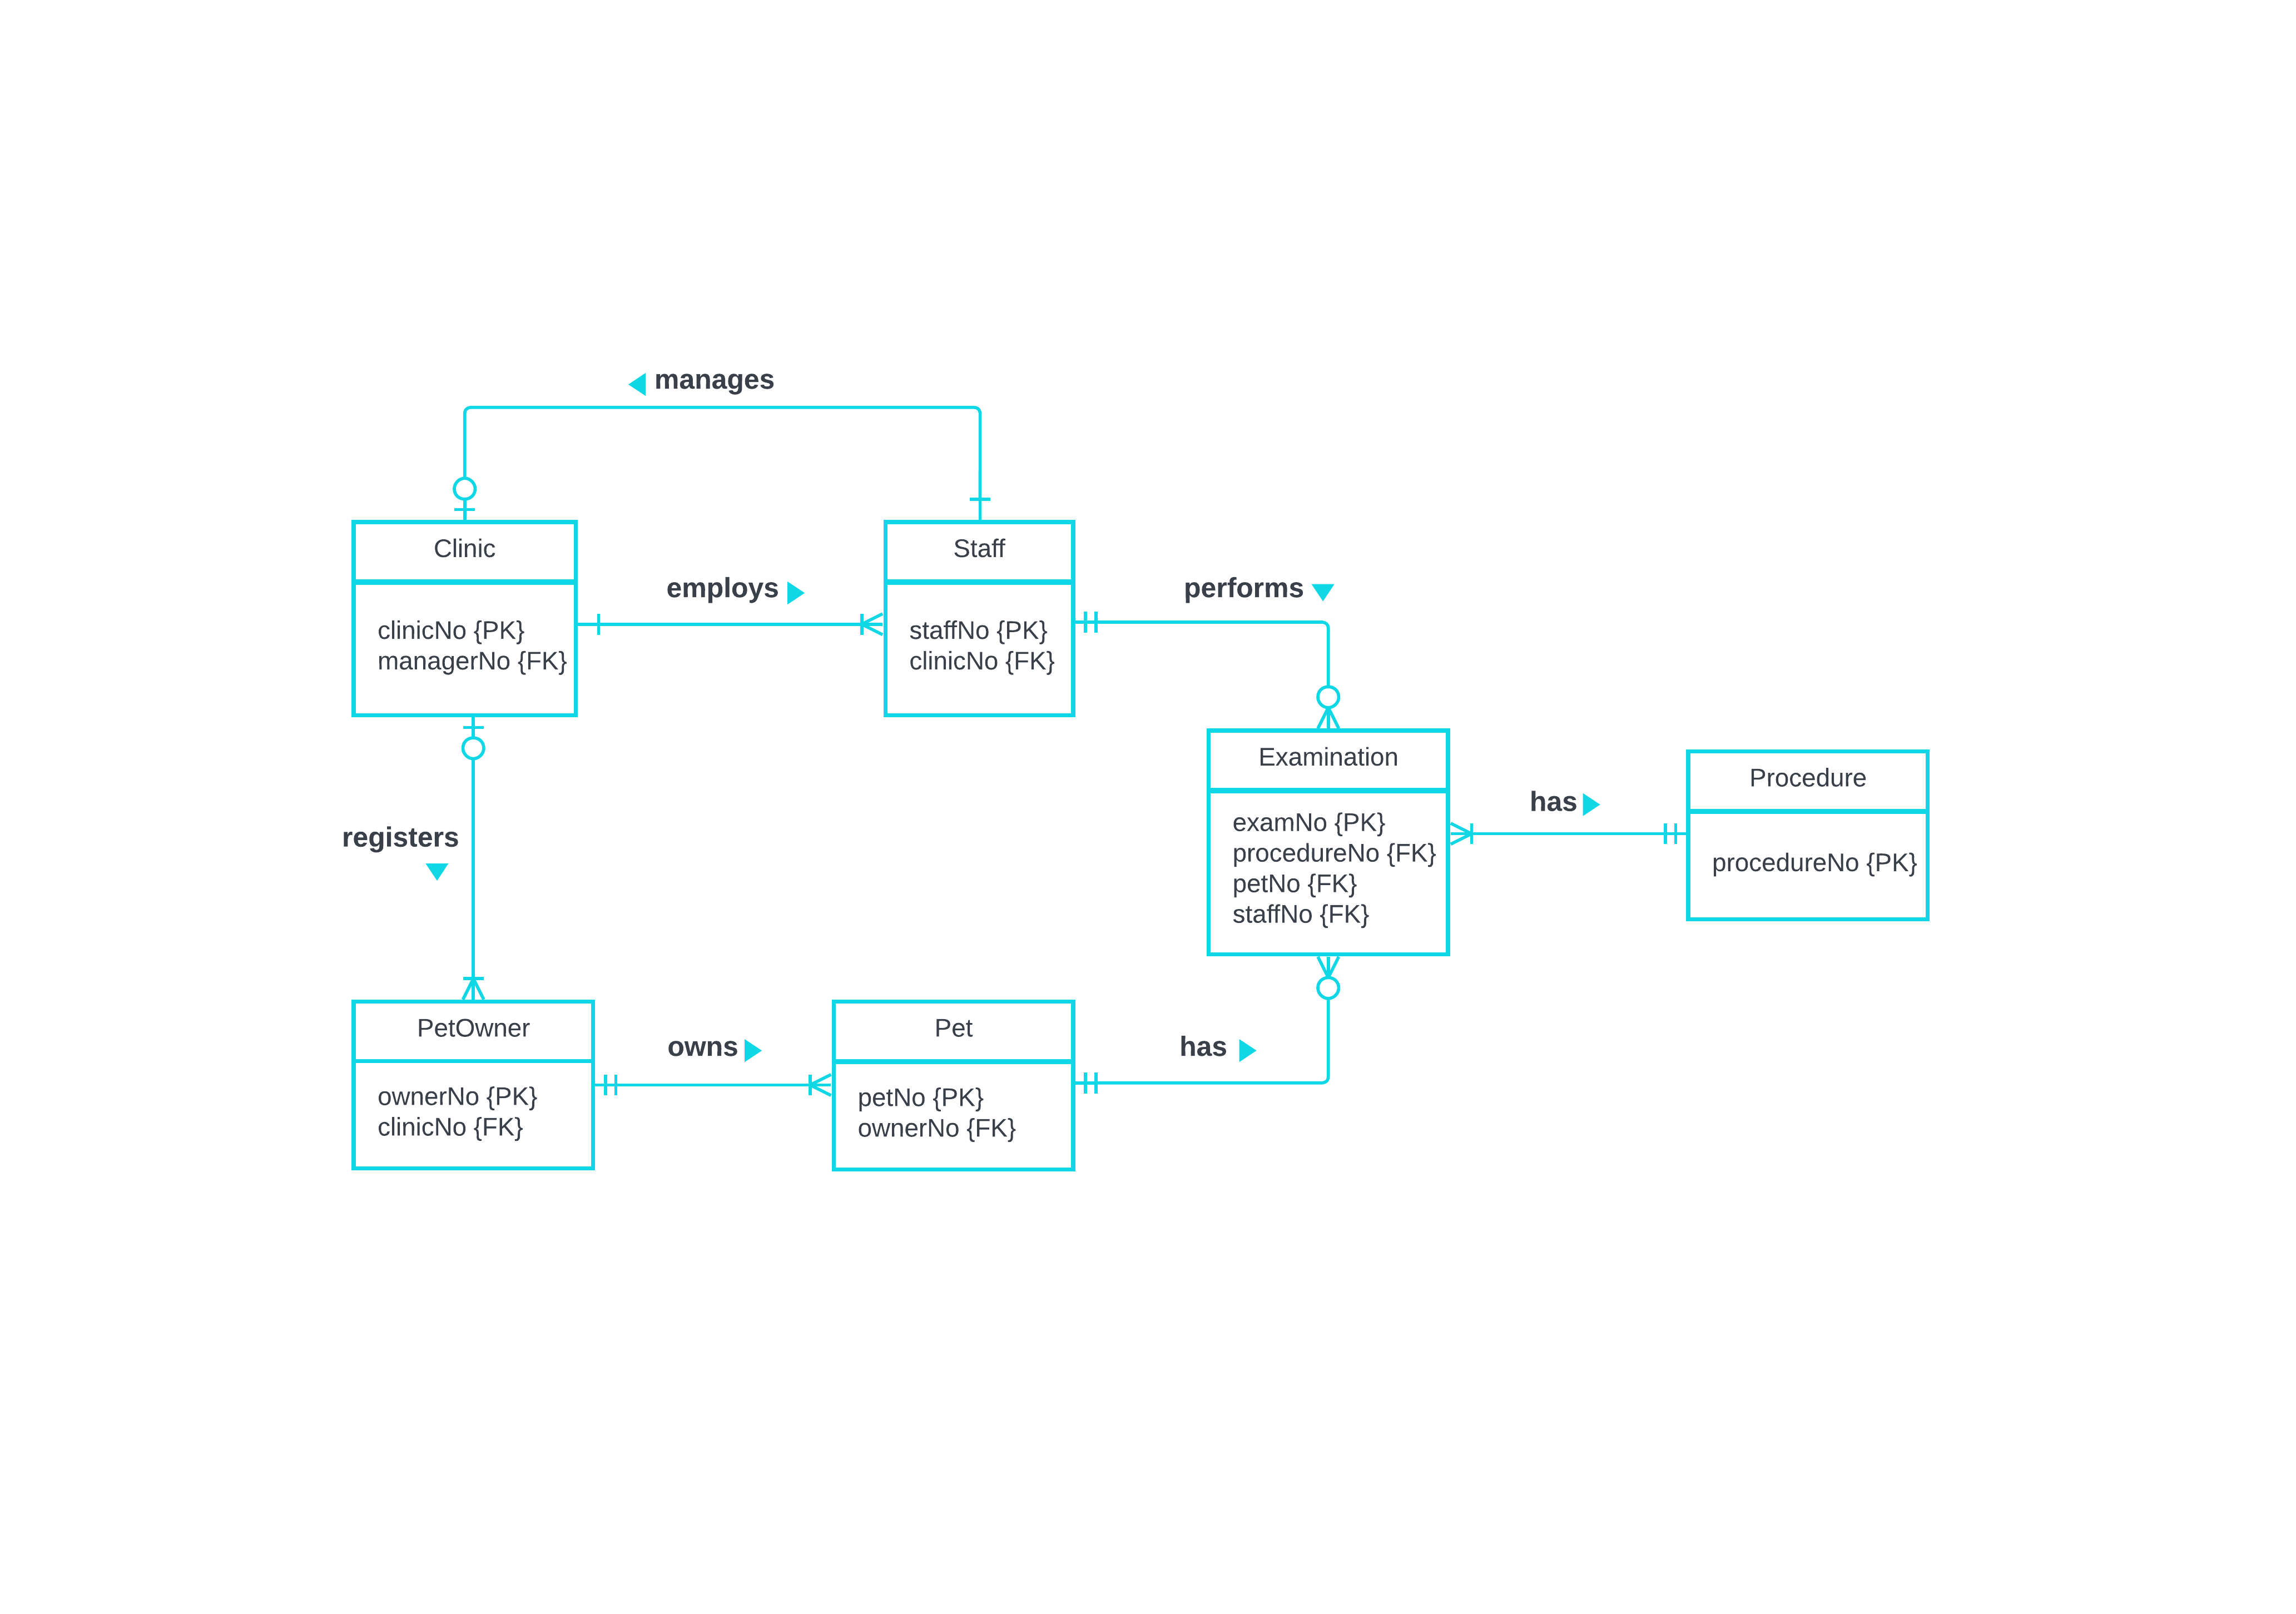 manages
Clinic
clinicNo {PK}
managerNo {FK}
employs
Staff
staffNo {PK}
clinicNo {FK}
performs
Examination
examNo {PK}
procedureNo {FK}
petNo {FK}
staffNo {FK}
has
Procedure
procedureNo {PK}
registers
PetOwner
ownerNo {PK}
clinicNo {FK}
owns
Pet
petNo {PK}
ownerNo {FK}
has